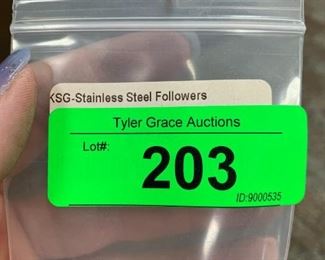 KSG-Stainless Steel Followers
Tyler Grace Auctions
Lot#:
203
ID:9000535